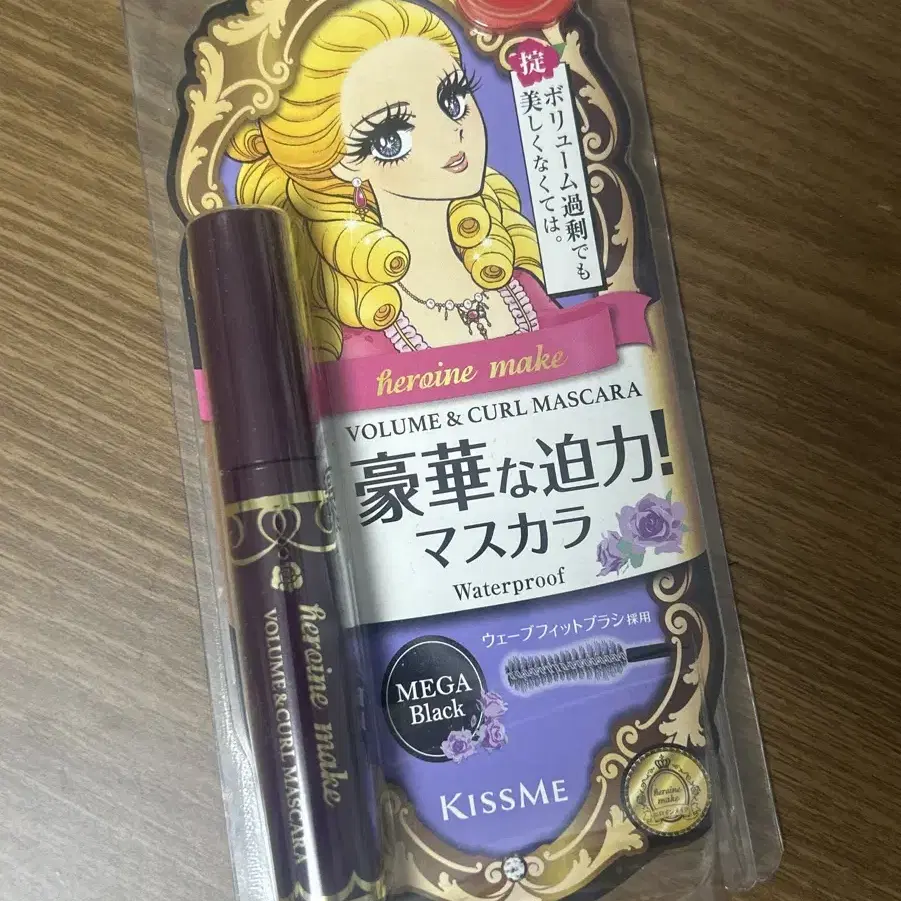 掟
ボリューム過剰でも
美しくなくては。
heroine make
VOLUME & CURL MASCARA
豪華な迫力!
マスカラ
Waterproof
ウェーブフィットブラシ採用
MEGA
Black
KISSME
heroine
make
heroine make
VOLUME & CURL MASCARA